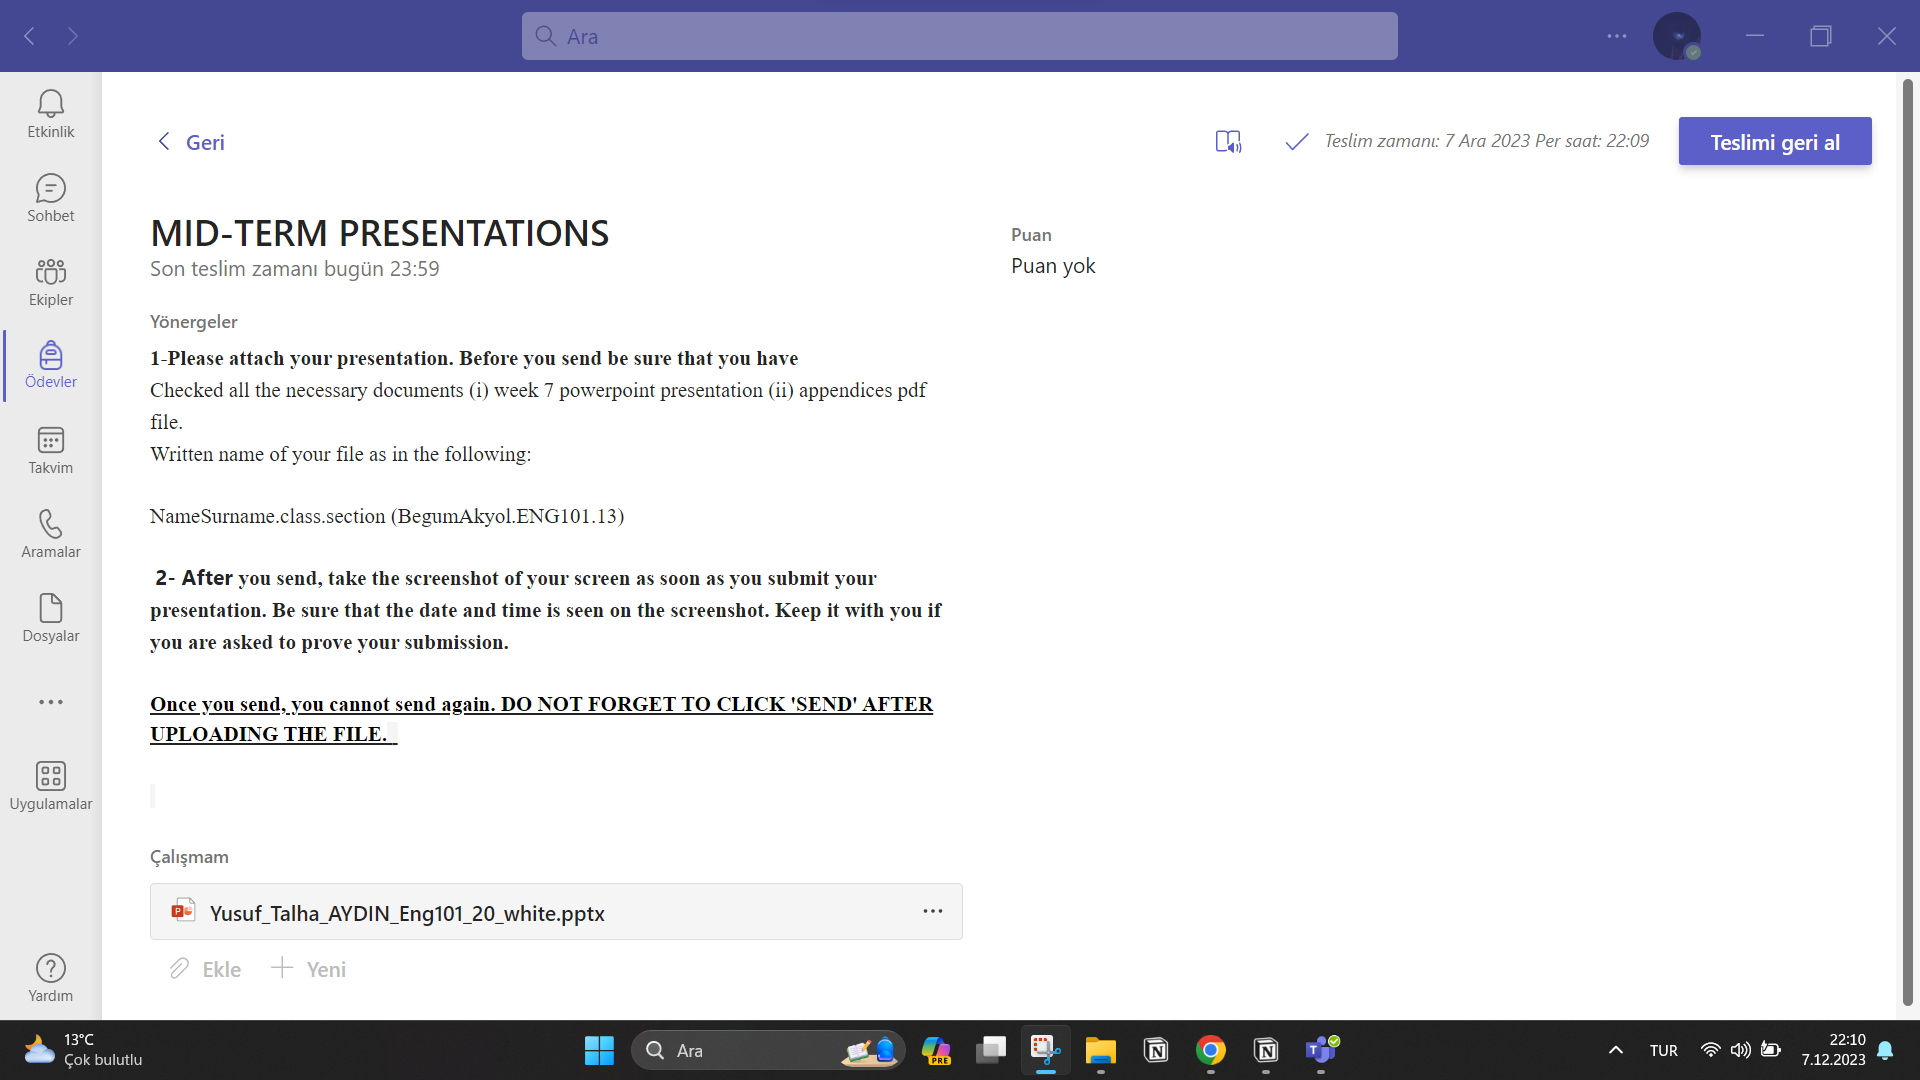 Ara
Etkinlik
Sohbet
Ekipler
Ödevler
Takvim
Aramalar
Dosyalar
Uygulamalar
Yardım
Geri
Teslim zamanı: 7 Ara 2023 Per saat: 22:09
Teslimi geri al
MID-TERM PRESENTATIONS
Son teslim zamanı bugün 23:59
Puan
Puan yok
Yönergeler
1-Please attach your presentation. Before you send be sure that you have
Checked all the necessary documents (i) week 7 powerpoint presentation (ii) appendices pdf
file.
Written name of your file as in the following:
NameSurname.class.section (BegumAkyol.ENG101.13)
2- After you send, take the screenshot of your screen as soon as you submit your
presentation. Be sure that the date and time is seen on the screenshot. Keep it with you if
you are asked to prove your submission.
Once you send, you cannot send again. DO NOT FORGET TO CLICK 'SEND' AFTER
UPLOADING THE FILE.
Çalışmam
Yusuf_Talha_AYDIN_Eng101_20_white.pptx
Ekle
Yeni
13°C
Çok bulutlu
Ara
PRE
TUR
22:10
7.12.2023